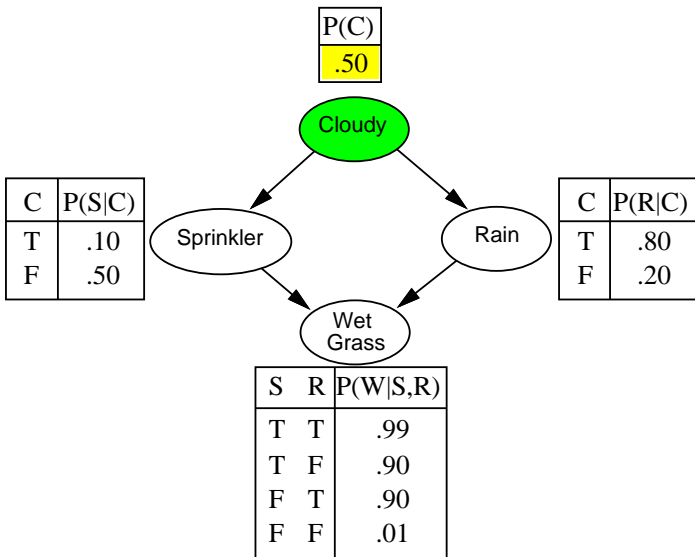 P(C)
.50
Cloudy
C P(S|C)
T .10
F .50
Sprinkler
Rain
C P(R|C)
T .80
F .20
Wet
Grass
S R P(W|S,R)
T T .99
T F .90
F T .90
F F .01